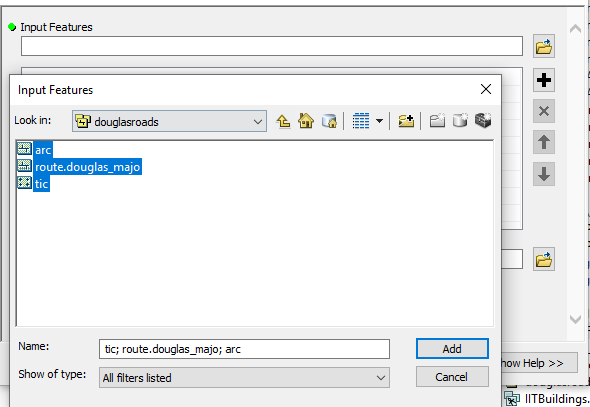 Input Features
Input Features
Look in:
douglasroads
arc
route.douglas_majo
tic
Name:
tic; route.douglas_majo; arc
Add
Show of type:
All filters listed
Cancel
how Help >>
IITBuildings.